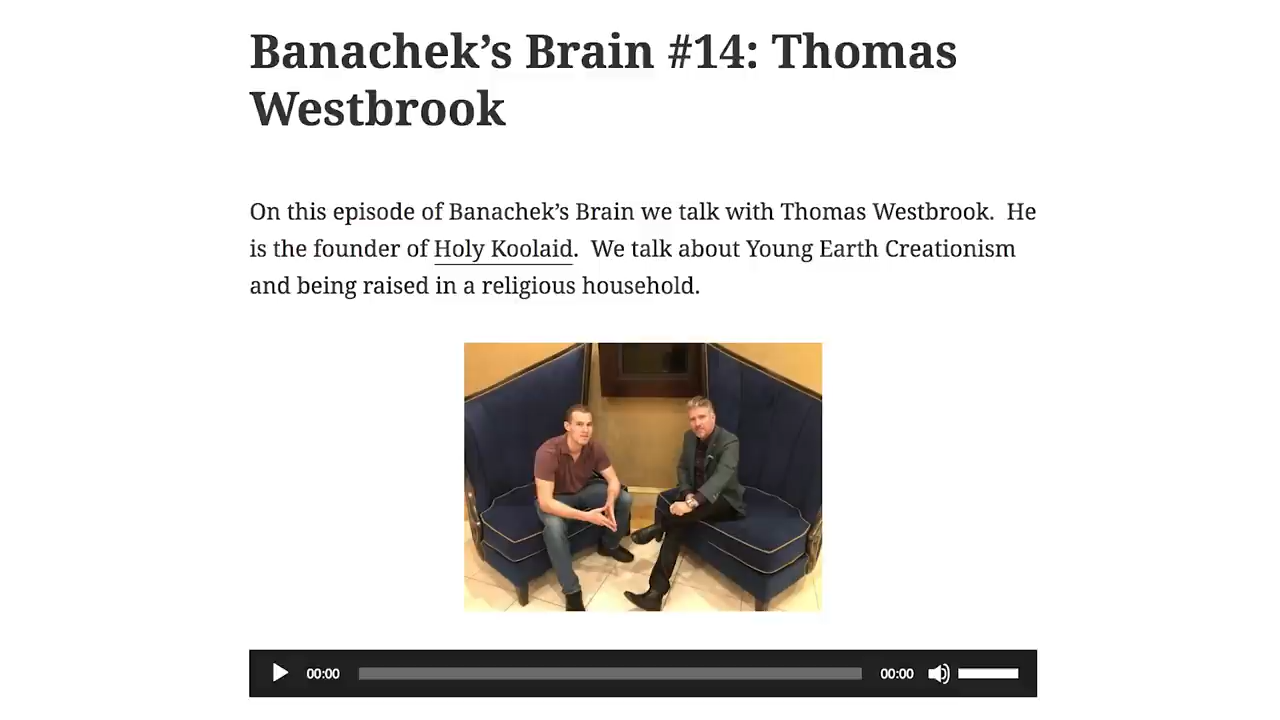 Banachek’s Brain #14: Thomas
Westbrook
On this episode of Banachek’s Brain we talk with Thomas Westbrook.  He
is the founder of Holy Koolaid.  We talk about Young Earth Creationism
and being raised in a religious household.
00:00 00:00